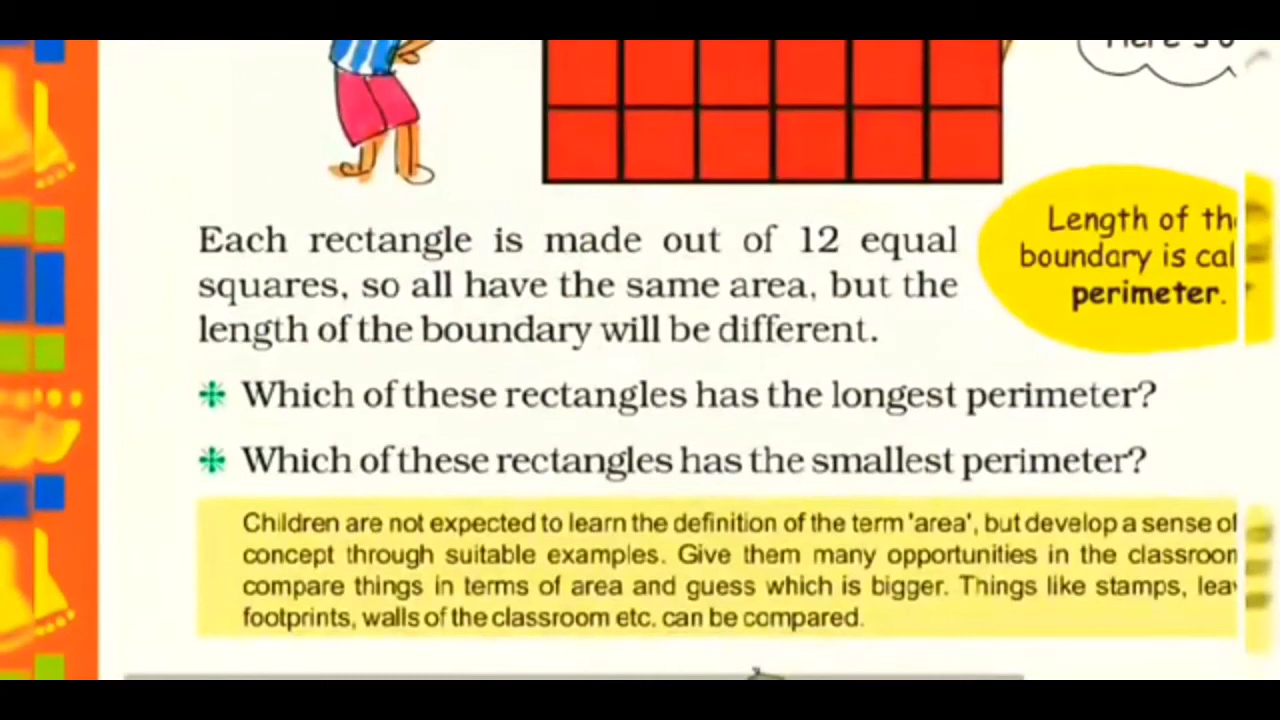 Length of
boundary is
perimeter.
Each rectangle is made out of 12 equal
squares, so all have the same area, but the
length of the boundary will be different.
Which of these rectangles has the longest perimeter?
Which of these rectangles has the smallest perimeter?
Children are not expected to learn the definition of the term 'area', but develop a sense of
concept through suitable examples. Give them many opportunities in the
compare things in terms of area and guess which is bigger. Things like stamps,
footprints, walls of the classroom etc. can be compared.